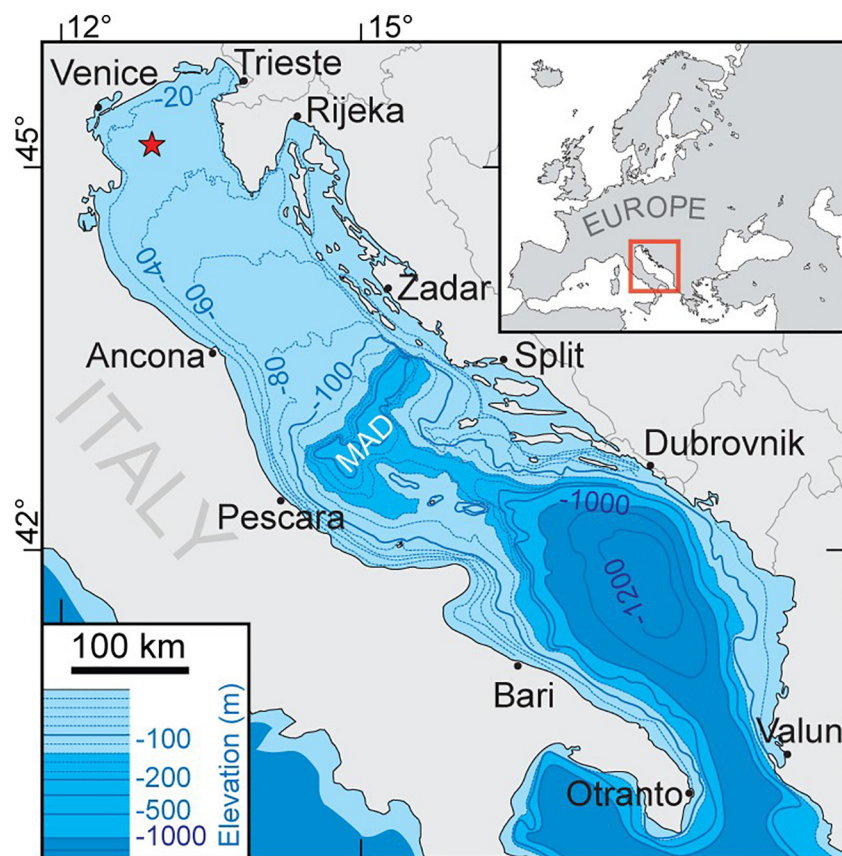 12°
15°
Venice
Trieste
-20
Rijeka
45°
EUROPE
-40
-60
Zadar
Ancona
-80
-100
Split
ITALY
MAD
Dubrovnik
Pescara
-1000
42°
-1200
100 km
Bari
Elevation (m)
-100
-200
-500
-1000
Valun
Otranto